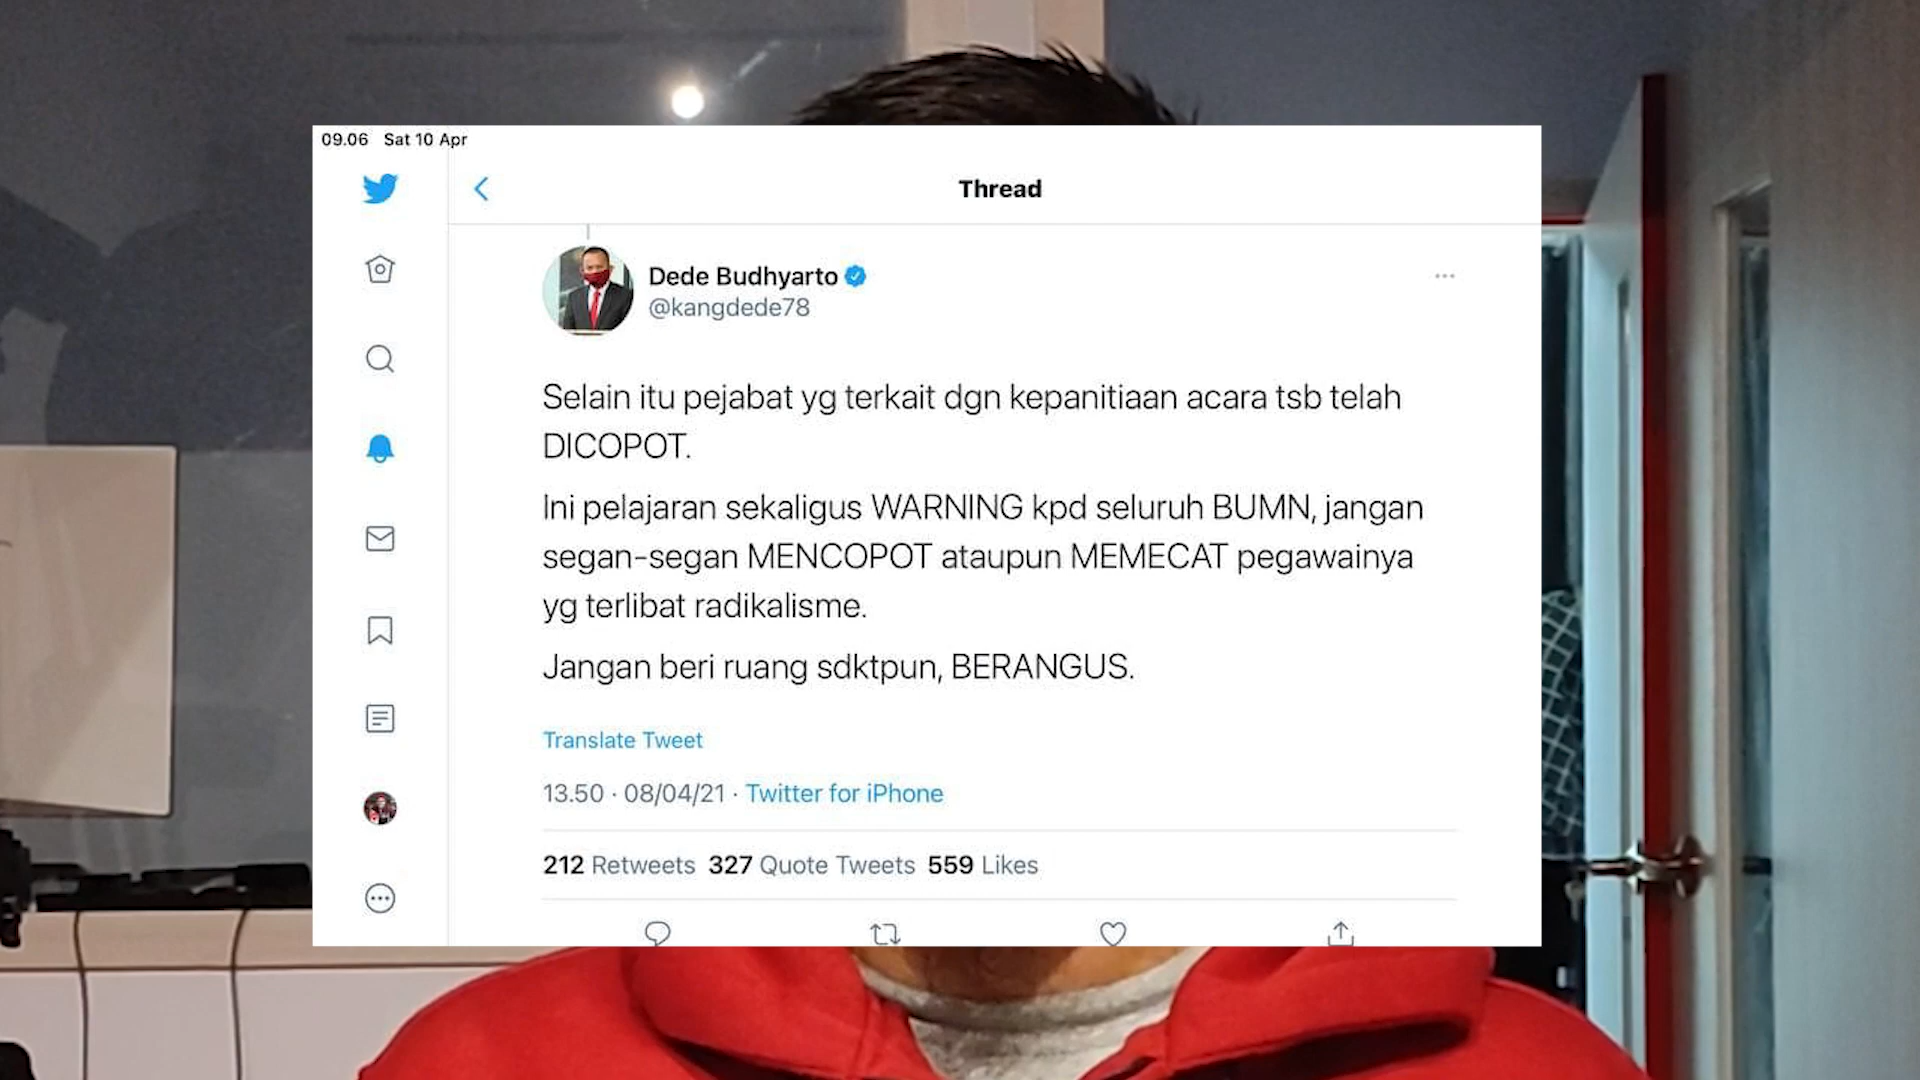 09.06 Sat 10 Apr
Thread
Dede Budhyarto
@kangdede78
Selain itu pejabat yg terkait dgn kepanitiaan acara tsb telah
DICOPOT.
Ini pelajaran sekaligus WARNING kpd seluruh BUMN, jangan
segan-segan MENCOPOT ataupun MEMECAT pegawainya
yg terlibat radikalisme.
Jangan beri ruang sdktpun, BERANGUS.
Translate Tweet
13.50 · 08/04/21 · Twitter for iPhone
212 Retweets 327 Quote Tweets 559 Likes